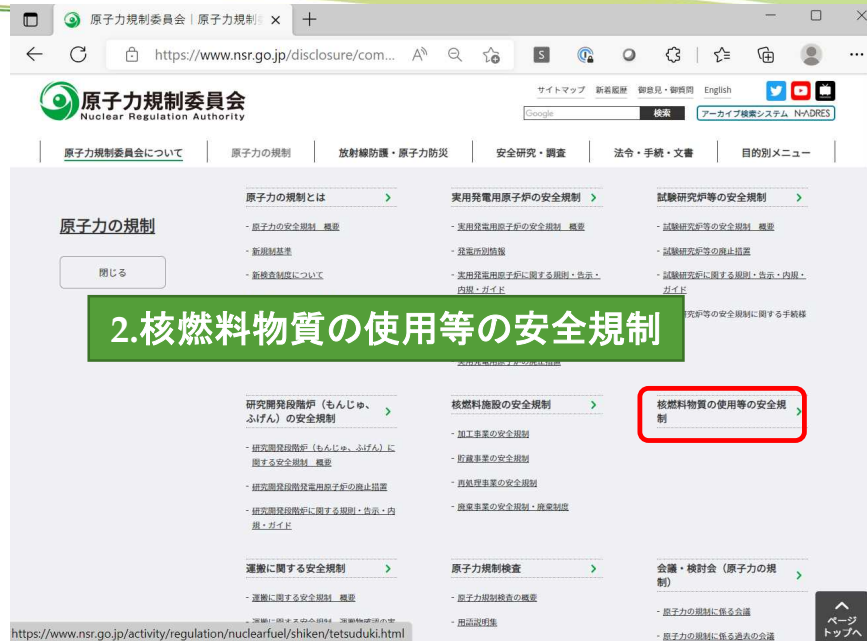 原子力規制委員会｜原子力規制
https://www.nsr.go.jp/disclosure/com...
原子力規制委員会
Nuclear Regulation Authority
サイトマップ 新着履歴 御意見・御質問 English
Google 検索 アーカイブ検索システム N-ADRES
原子力規制委員会について 原子力の規制 放射線防護・原子力防災 安全研究・調査 法令・手続・文書 目的別メニュー
原子力の規制
閉じる
原子力の規制とは
- 原子力の安全規制 概要
- 新規制基準
- 新検査制度について
実用発電用原子炉の安全規制
- 実用発電用原子炉の安全規制 概要
- 発電所別情報
- 実用発電用原子炉に関する規則・告示・
内規・ガイド
実用発電用原子炉の廃止措置
試験研究炉等の安全規制
- 試験研究炉等の安全規制 概要
- 試験研究炉等の廃止措置
- 試験研究炉に関する規則・告示・内規・
ガイド
究炉等の安全規制に関する手続様
2.核燃料物質の使用等の安全規制
研究開発段階炉（もんじゅ、
ふげん）の安全規制
- 研究開発段階炉（もんじゅ、ふげん）に
関する安全規制 概要
- 研究開発段階発電用原子炉の廃止措置
- 研究開発段階炉に関する規則・告示・内
規・ガイド
核燃料施設の安全規制
- 加工事業の安全規制
- 貯蔵事業の安全規制
- 再処理事業の安全規制
- 廃棄事業の安全規制・廃棄制度
核燃料物質の使用等の安全規
制
運搬に関する安全規制
- 運搬に関する安全規制 概要
原子力規制検査
- 原子力規制検査の概要
- 用語説明集
会議・検討会（原子力の規
制）
- 原子力の規制に係る会議
- 原子力の規制に係る過去の会議
ページ
トップへ
https://www.nsr.go.jp/activity/regulation/nuclearfuel/shiken/tetsuduki.html